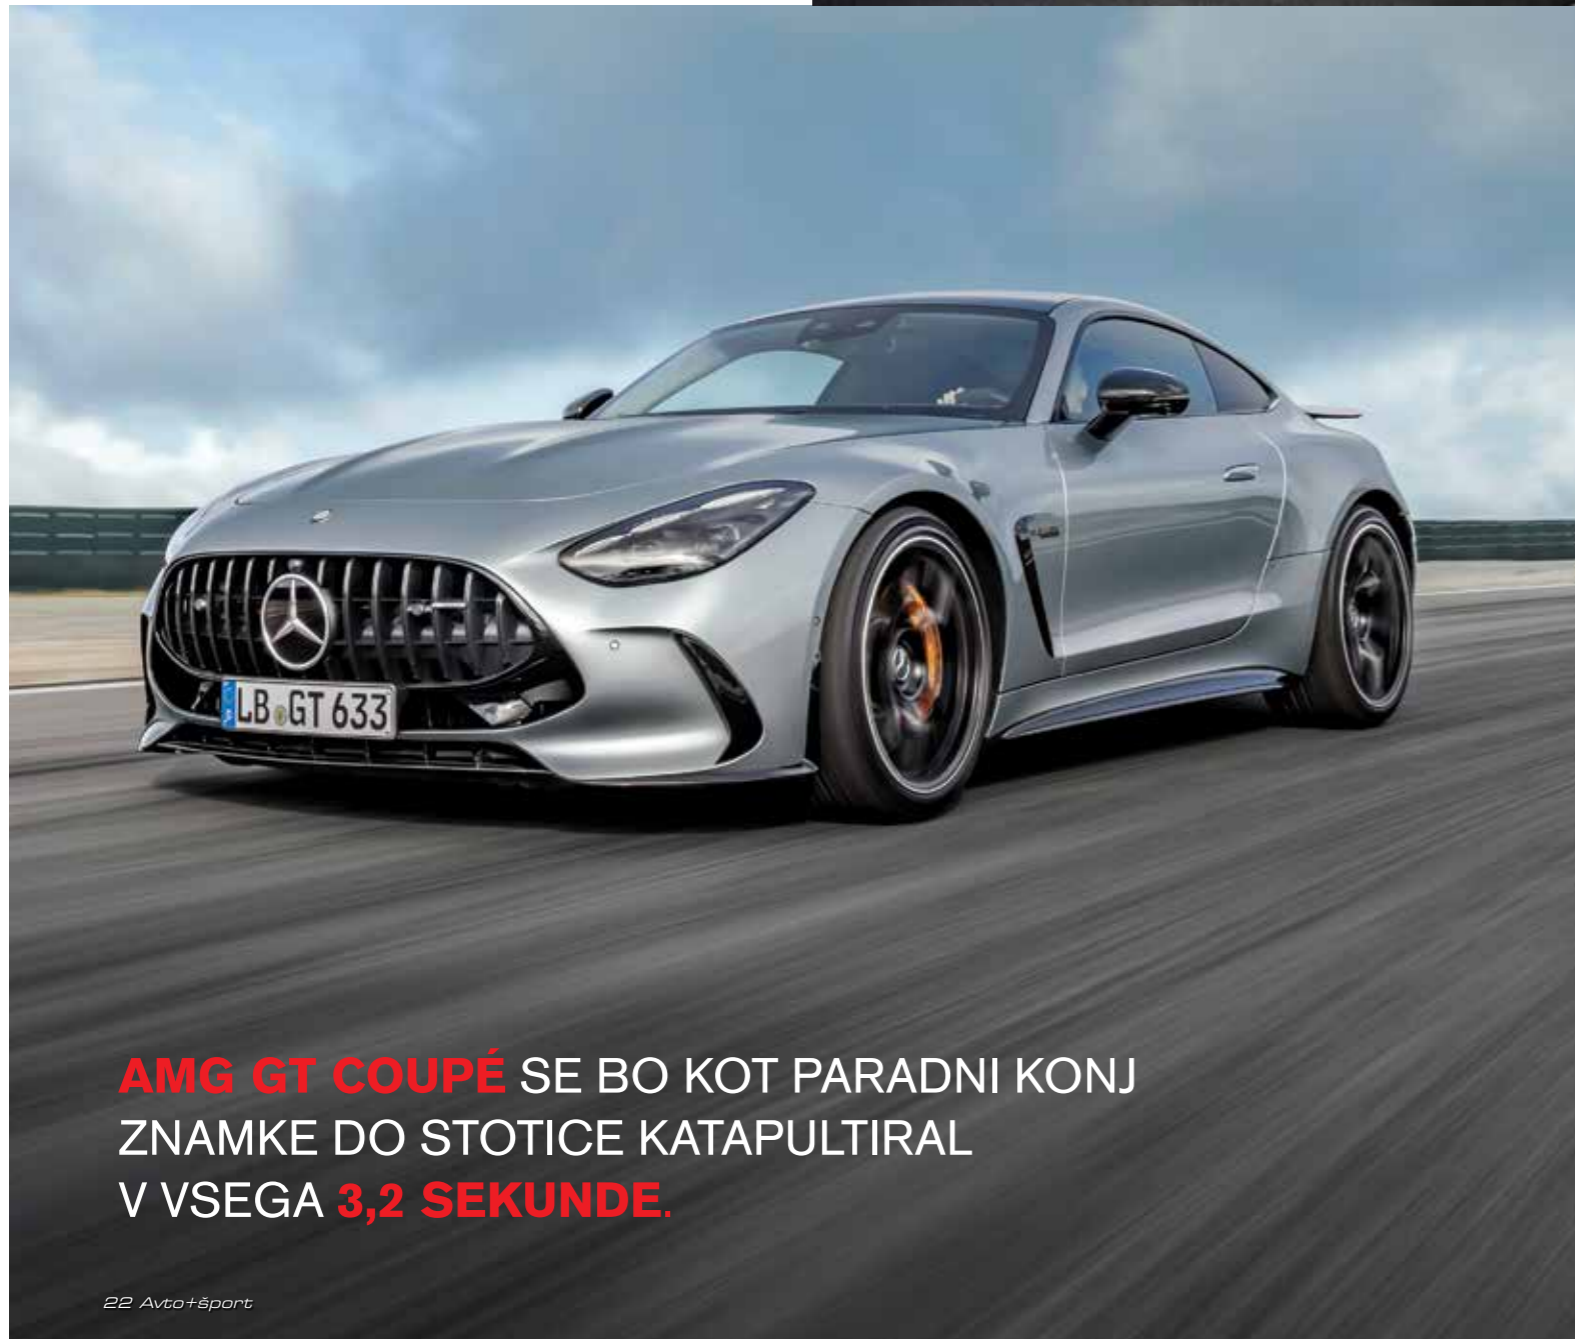 LB GT 633
AMG GT COUPÉ SE BO KOT PARADNI KONJ
ZNAMKE DO STOTICE KATAPULTIRAL
V VSEGA 3,2 SEKUNDE.
22 Avto+šport